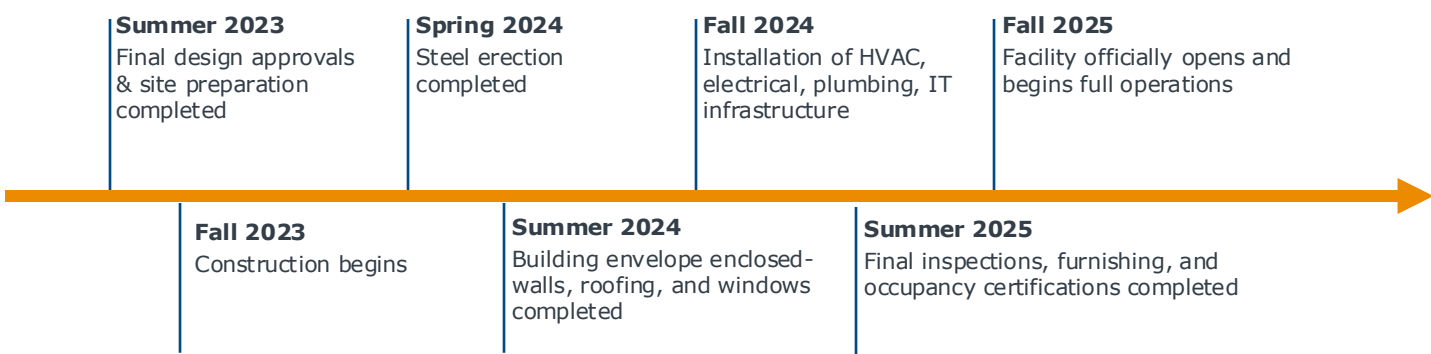 Summer 2023
Final design approvals
& site preparation
completed
Fall 2023
Construction begins
Spring 2024
Steel erection
completed
Summer 2024
Building envelope enclosed-
walls, roofing, and windows
completed
Fall 2024
Installation of HVAC,
electrical, plumbing, IT
infrastructure
Summer 2025
Final inspections, furnishing, and
occupancy certifications completed
Fall 2025
Facility officially opens and
begins full operations